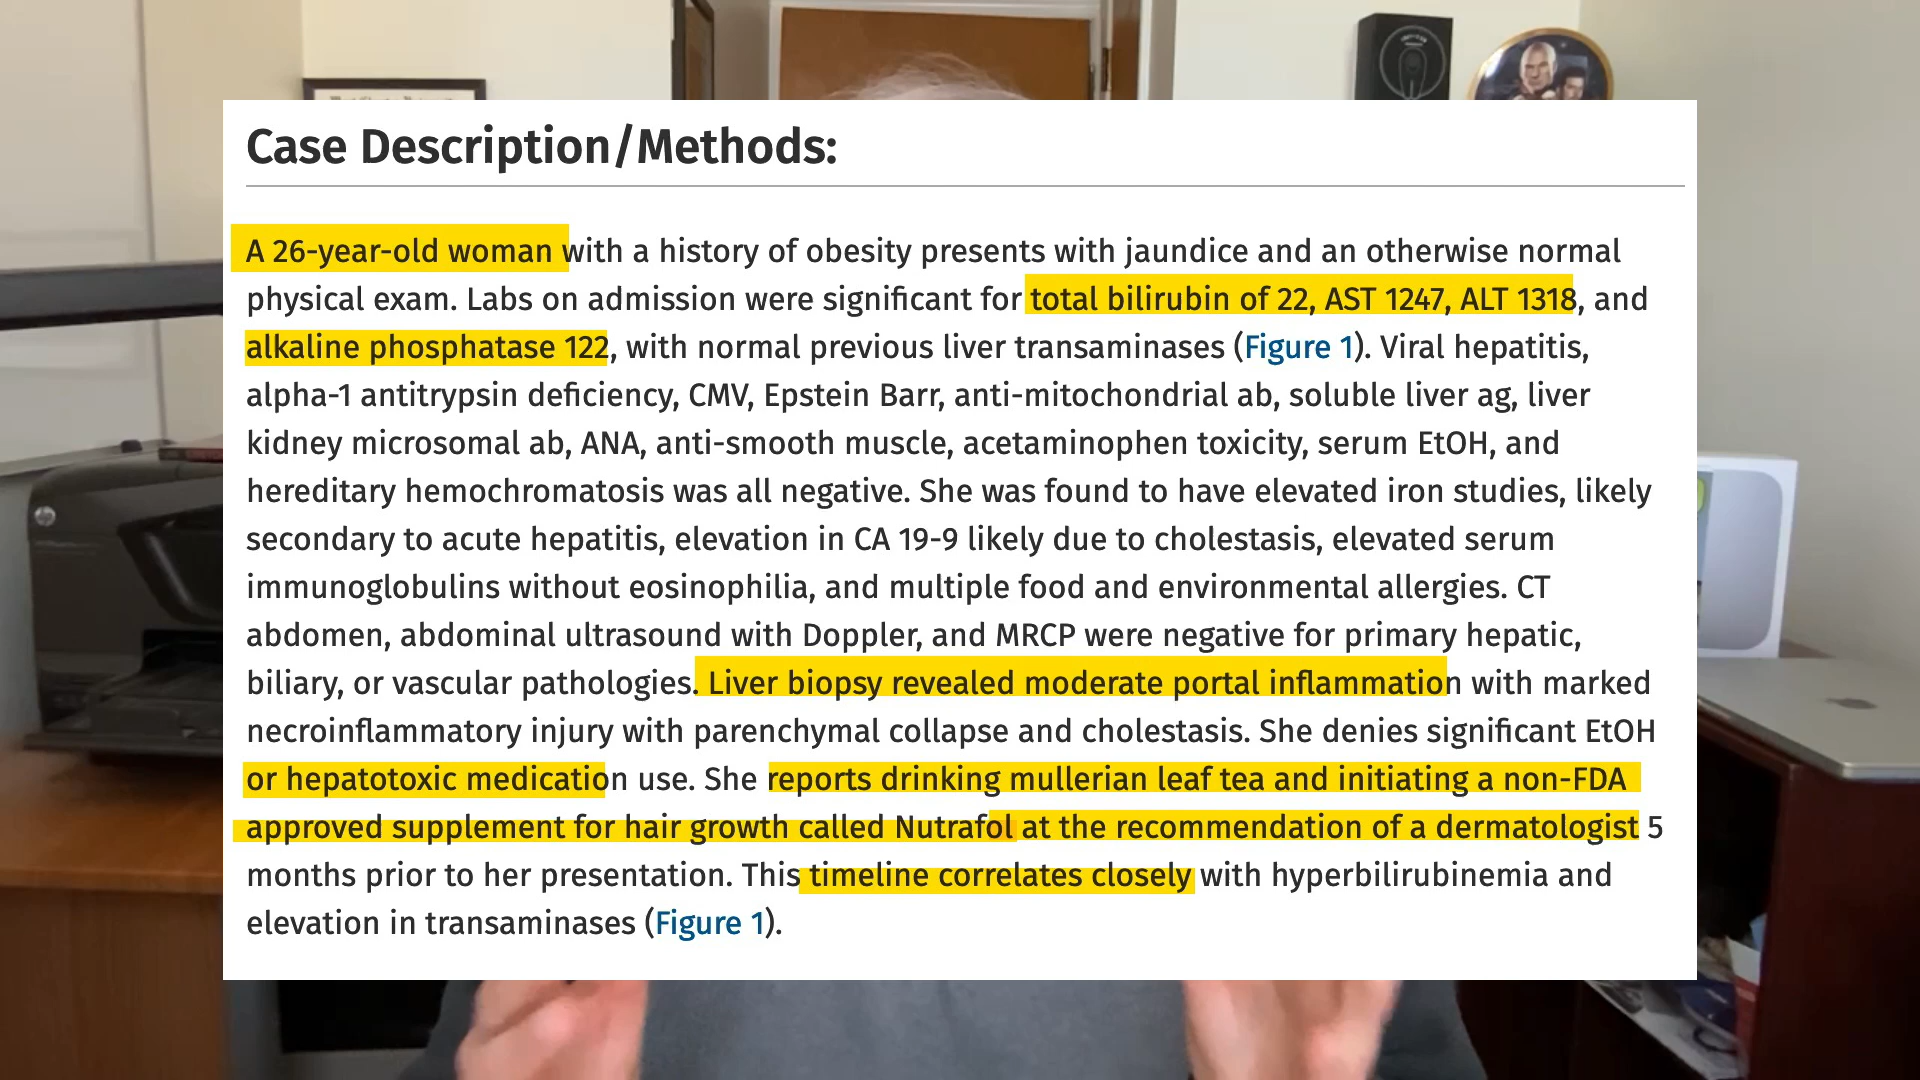 Case Description/Methods:
A 26-year-old woman with a history of obesity presents with jaundice and an otherwise normal
physical exam. Labs on admission were significant for total bilirubin of 22, AST 1247, ALT 1318, and
alkaline phosphatase 122, with normal previous liver transaminases (Figure 1). Viral hepatitis,
alpha-1 antitrypsin deficiency, CMV, Epstein Barr, anti-mitochondrial ab, soluble liver ag, liver
kidney microsomal ab, ANA, anti-smooth muscle, acetaminophen toxicity, serum EtOH, and
hereditary hemochromatosis was all negative. She was found to have elevated iron studies, likely
secondary to acute hepatitis, elevation in CA 19-9 likely due to cholestasis, elevated serum
immunoglobulins without eosinophilia, and multiple food and environmental allergies. CT
abdomen, abdominal ultrasound with Doppler, and MRCP were negative for primary hepatic,
biliary, or vascular pathologies. Liver biopsy revealed moderate portal inflammation with marked
necroinflammatory injury with parenchymal collapse and cholestasis. She denies significant EtOH
or hepatotoxic medication use. She reports drinking mullerian leaf tea and initiating a non-FDA
approved supplement for hair growth called Nutrafol at the recommendation of a dermatologist 5
months prior to her presentation. This timeline correlates closely with hyperbilirubinemia and
elevation in transaminases (Figure 1).